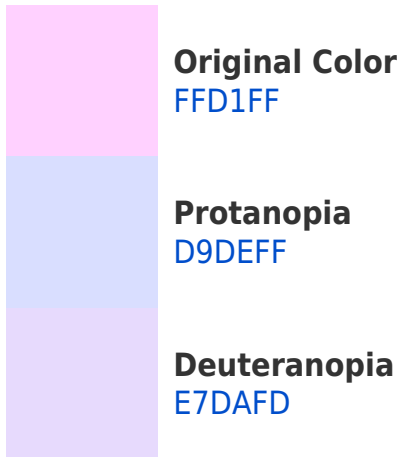 Original Color
FFD1FF
Protanopia
D9DEFF
Deuteranopia
E7DAFD